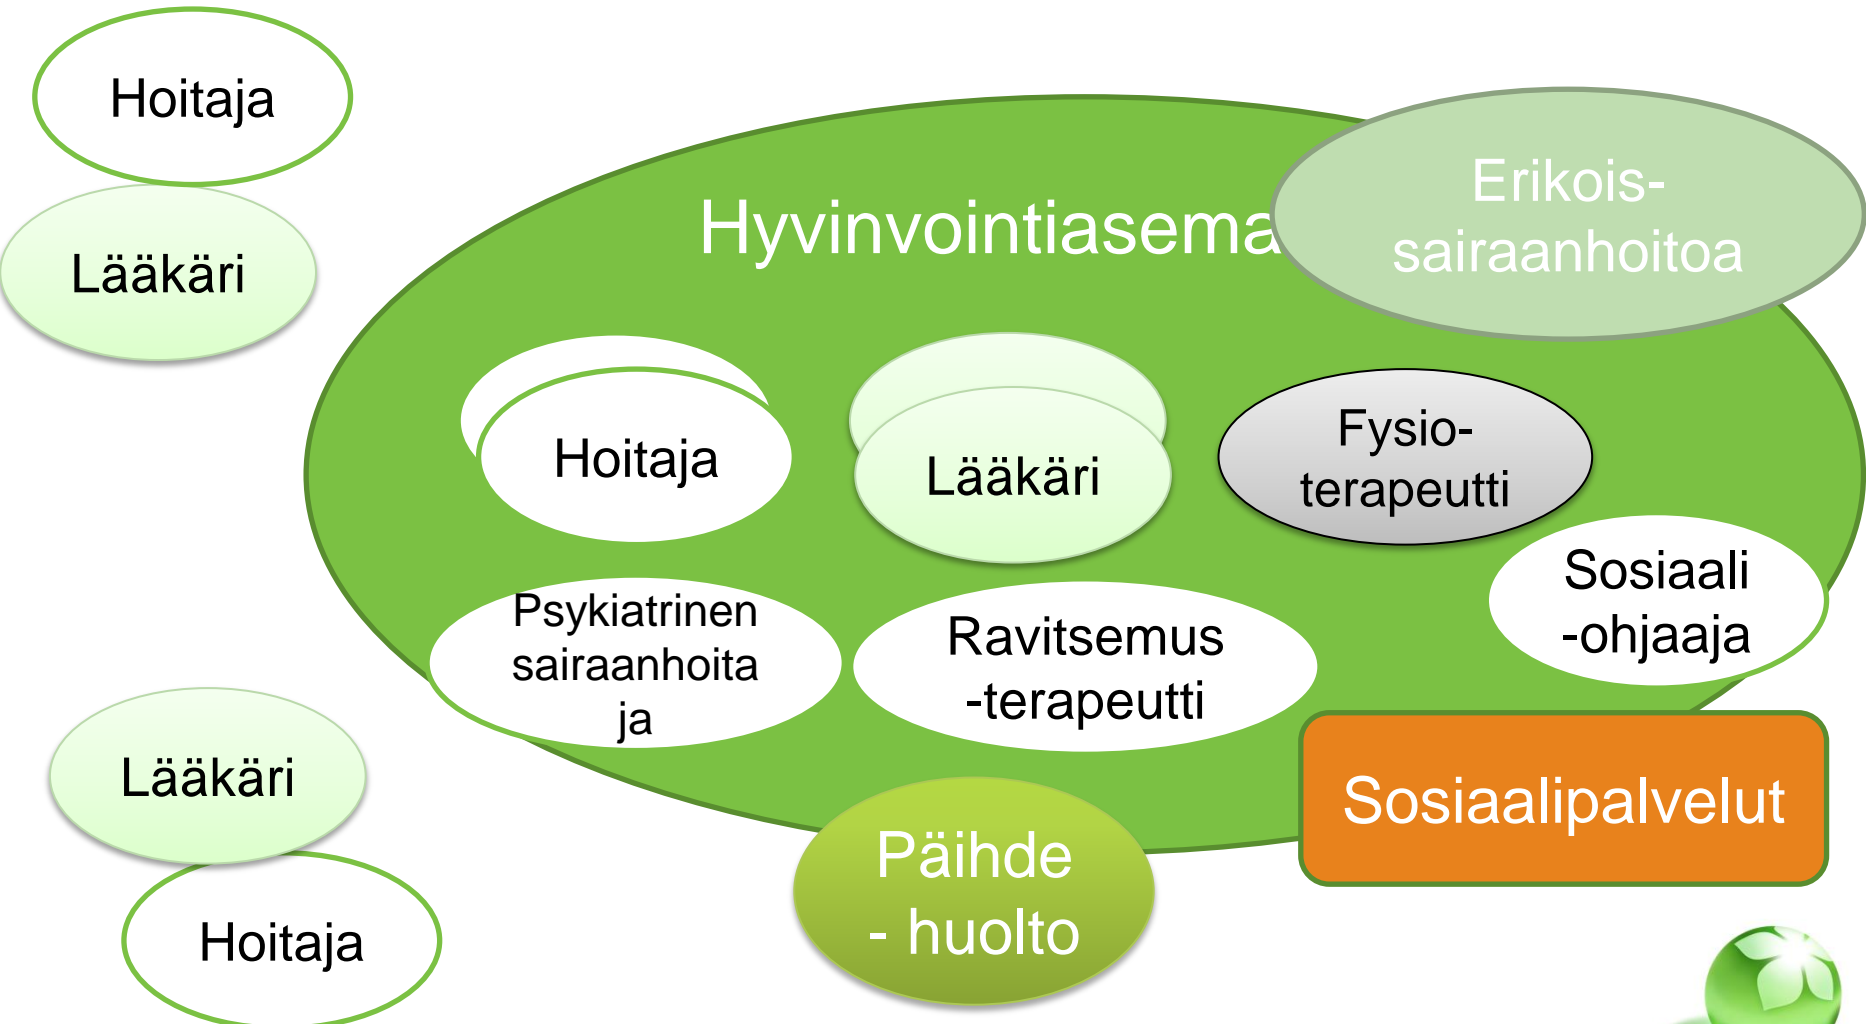 Hoitaja
Lääkäri
Hyvinvointiasema
Erikois-
sairaanhoitoa
Hoitaja
Lääkäri
Fysio-
terapeutti
Sosiaali
-ohjaaja
Psykiatrinen
sairaanhoita
ja
Ravitsemus
-terapeutti
Lääkäri
Hoitaja
Päihde
- huolto
Sosiaalipalvelut